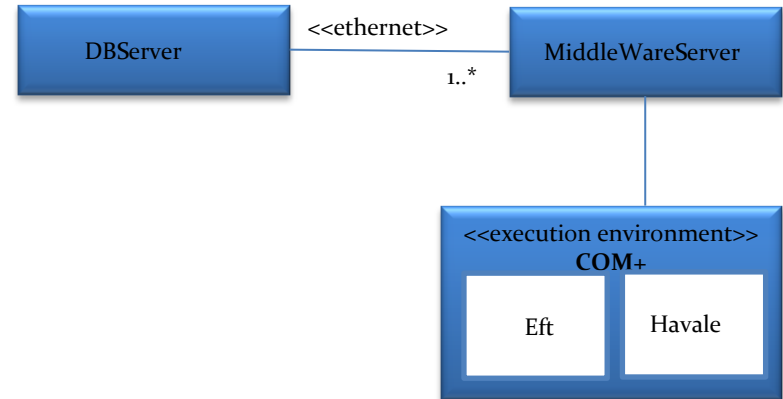 <<ethernet>>
DBServer
MiddleWareServer
1..*
<<execution environment>>
COM+
Eft
Havale